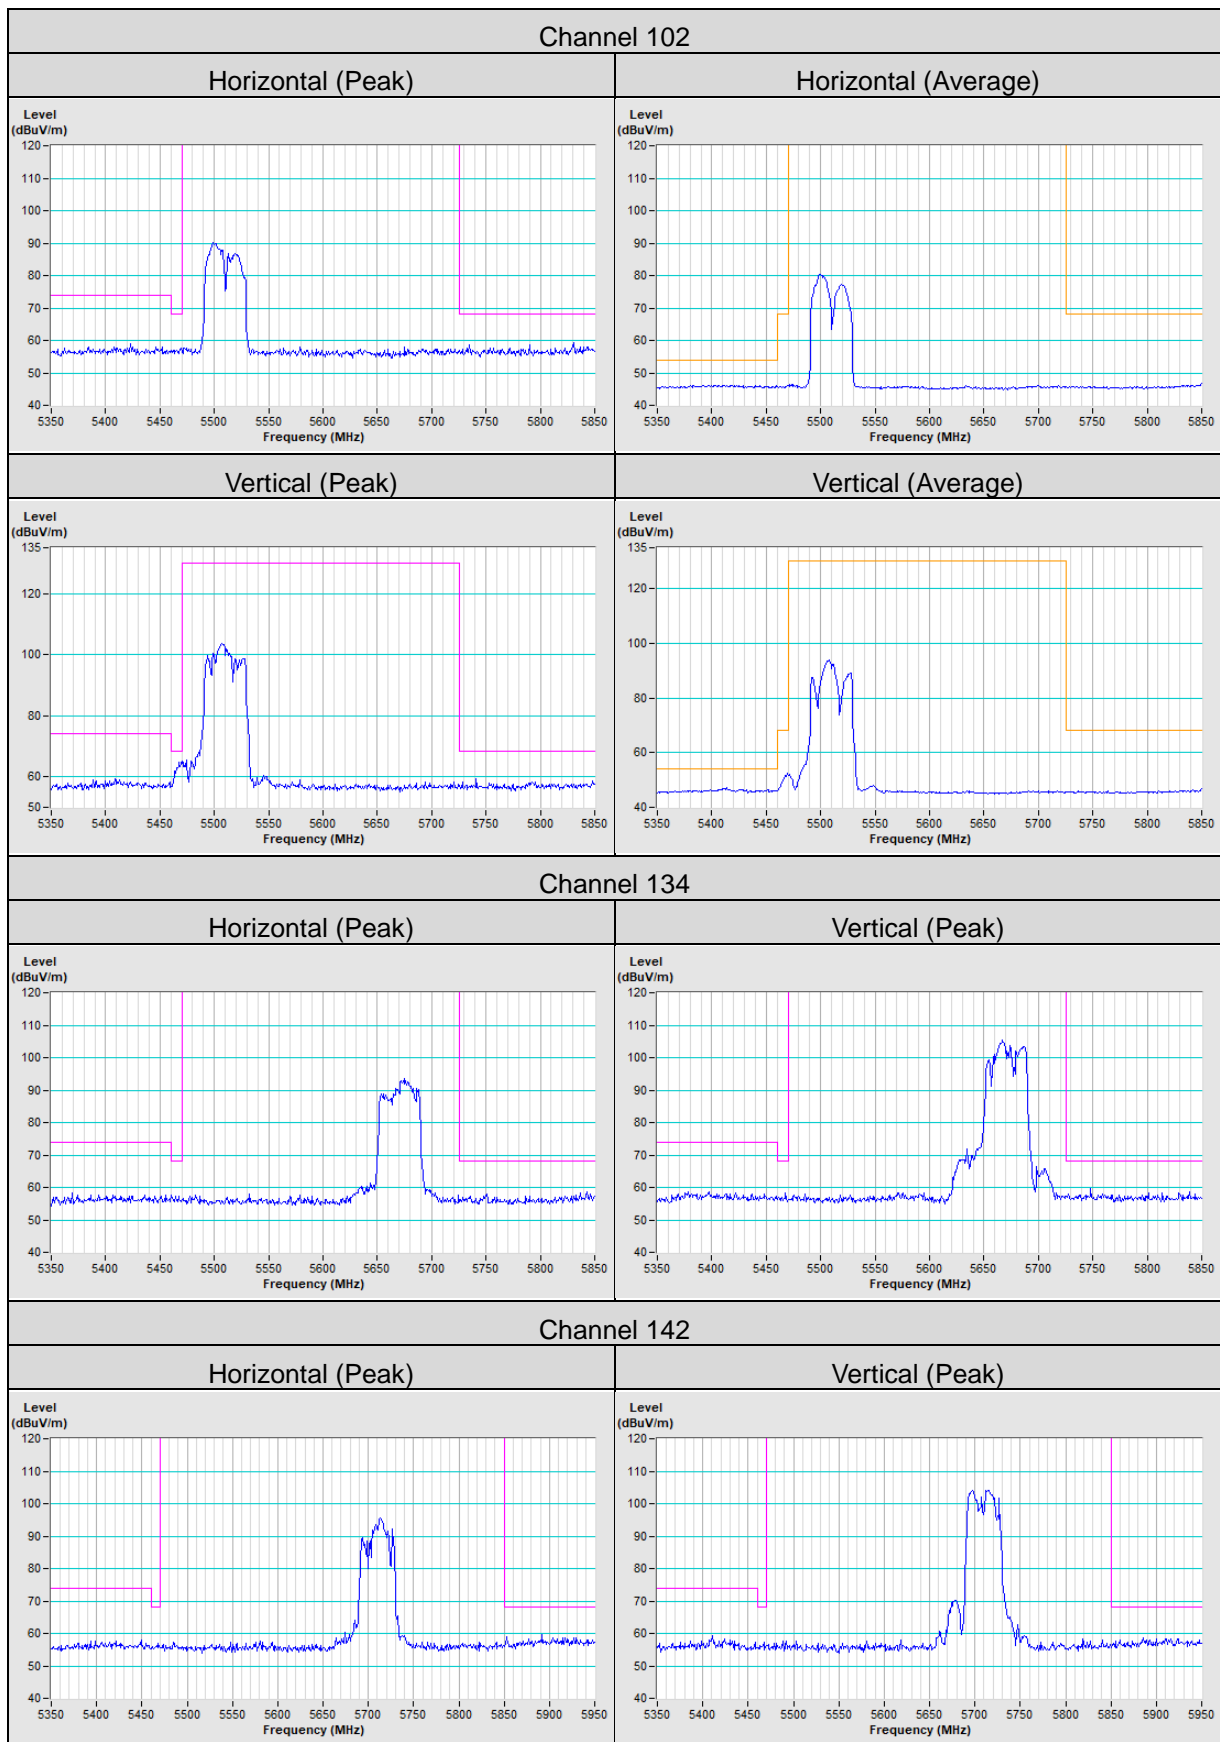 Channel 102
Horizontal (Peak)
Horizontal (Average)
Level
(dBuV/m)
120
110
100
90
80
70
60
50
40
5350 5400 5450 5500 5550 5600 5650 5700 5750 5800 5850
Frequency (MHz)
Level
(dBuV/m)
120
110
100
90
80
70
60
50
40
5350 5400 5450 5500 5550 5600 5650 5700 5750 5800 5850
Frequency (MHz)
Vertical (Peak)
Vertical (Average)
Level
(dBuV/m)
135
120
100
80
60
50
5350 5400 5450 5500 5550 5600 5650 5700 5750 5800 5850
Frequency (MHz)
Level
(dBuV/m)
135
120
100
80
60
40
5350 5400 5450 5500 5550 5600 5650 5700 5750 5800 5850
Frequency (MHz)
Channel 134
Horizontal (Peak)
Vertical (Peak)
Level
(dBuV/m)
120
110
100
90
80
70
60
50
40
5350 5400 5450 5500 5550 5600 5650 5700 5750 5800 5850
Frequency (MHz)
Level
(dBuV/m)
120
110
100
90
80
70
60
50
40
5350 5400 5450 5500 5550 5600 5650 5700 5750 5800 5850
Frequency (MHz)
Channel 142
Horizontal (Peak)
Vertical (Peak)
Level
(dBuV/m)
120
110
100
90
80
70
60
50
40
5350 5400 5450 5500 5550 5600 5650 5700 5750 5800 5850 5900 5950
Frequency (MHz)
Level
(dBuV/m)
120
110
100
90
80
70
60
50
40
5350 5400 5450 5500 5550 5600 5650 5700 5750 5800 5850 5900 5950
Frequency (MHz)